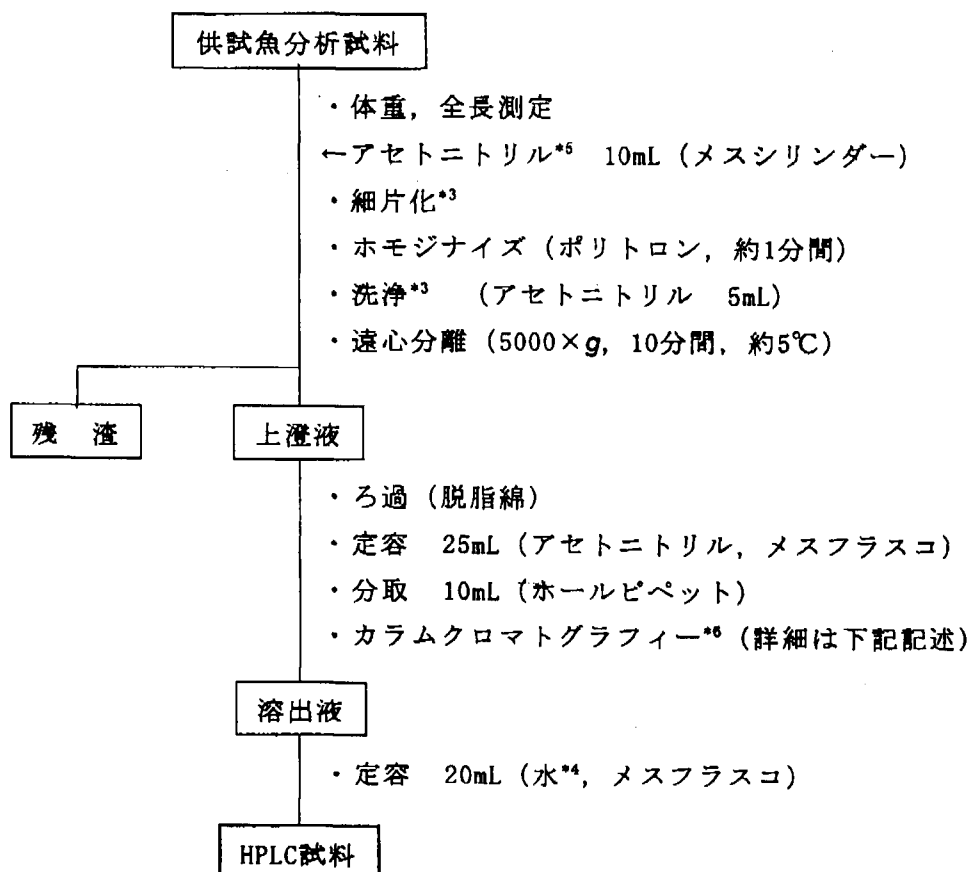 供試魚分析試料
・体重，全長測定
←アセトニトリル*5 10mL（メスシリンダー）
・細片化*3
・ホモジナイズ（ポリトロン，約1分間）
・洗浄*3 （アセトニトリル 5mL）
・遠心分離（5000×g，10分間，約5℃）
残 渣
上澄液
・ろ過（脱脂綿）
・定容 25mL（アセトニトリル，メスフラスコ）
・分取 10mL（ホールピペット）
・カラムクロマトグラフィー*6（詳細は下記記述）
溶出液
・定容 20mL（水*4，メスフラスコ）
HPLC試料